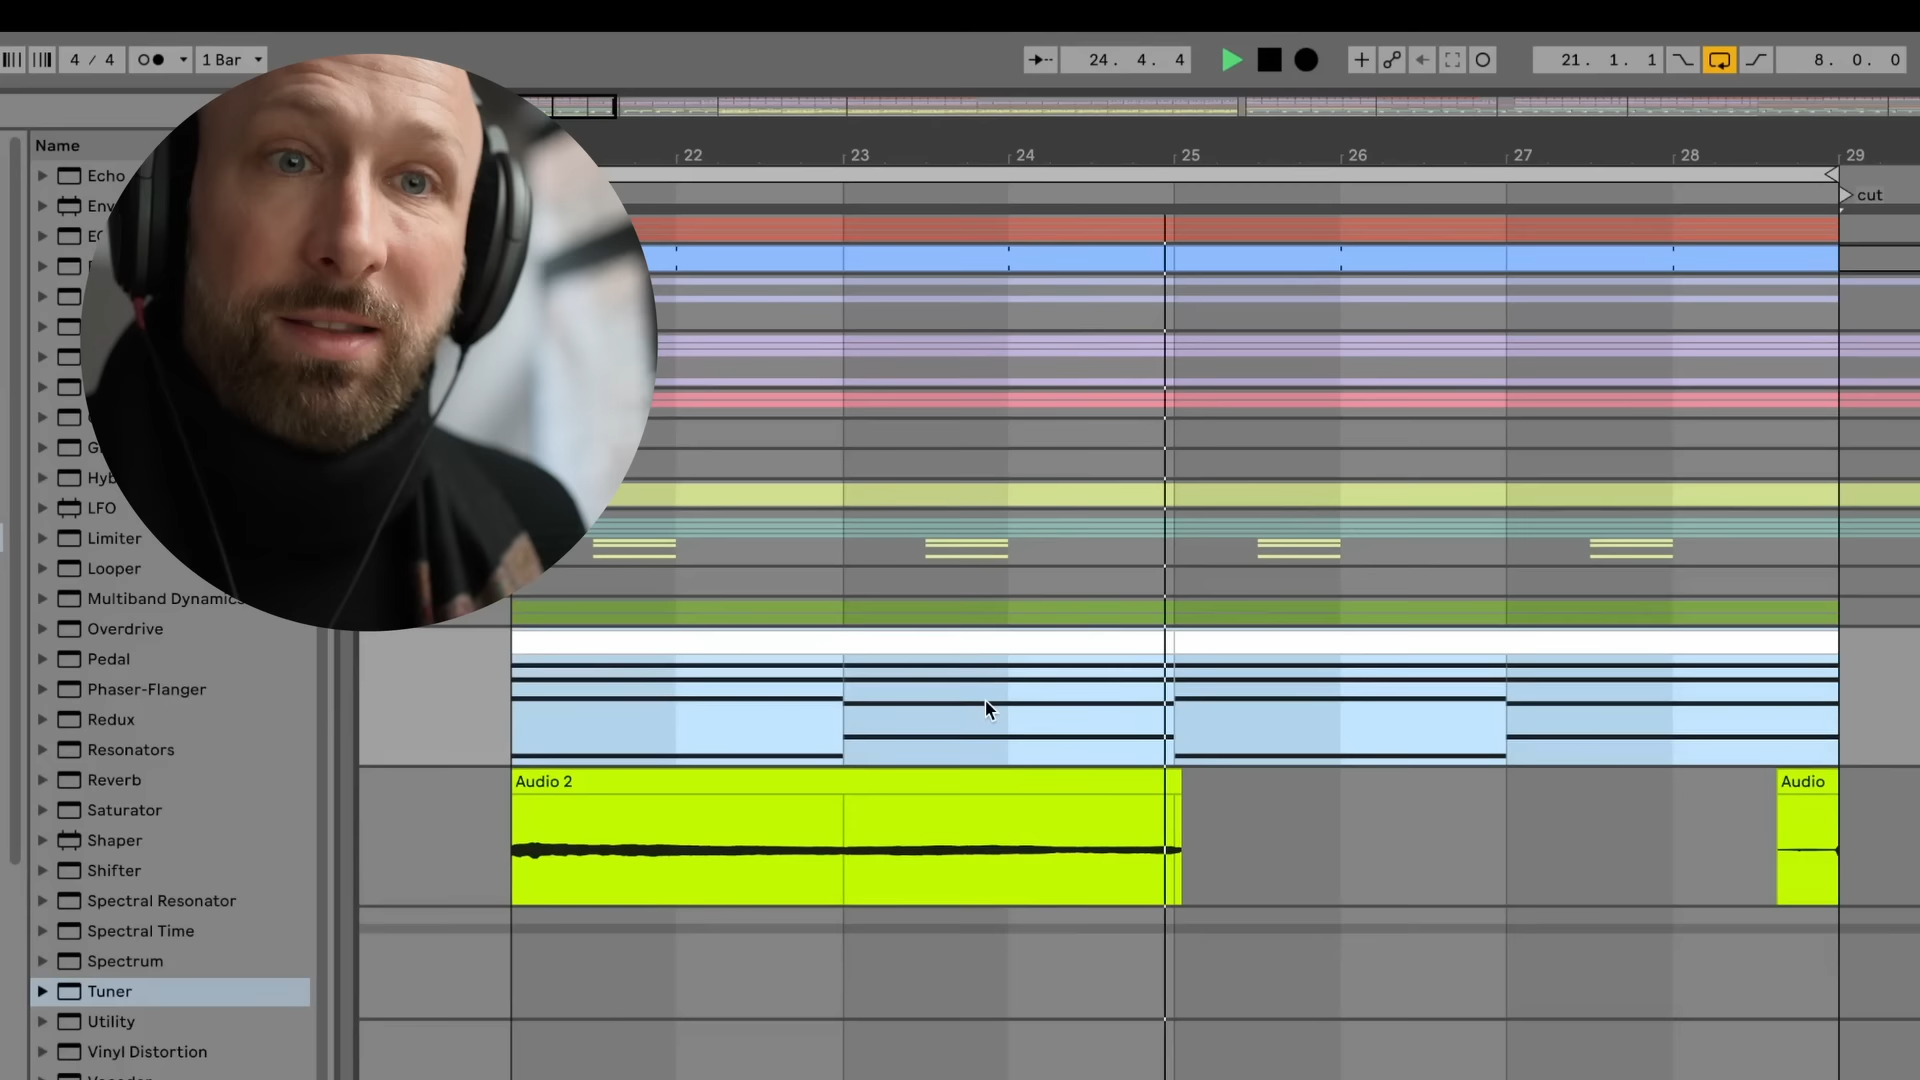 4 / 4
1 Bar
24. 4. 4
21. 1. 1
8. 0. 0
Name
22
23
24
25
26
27
28
29
cut
Echo
LFO
Limiter
Looper
Multiband Dynamics
Overdrive
Pedal
Phaser-Flanger
Redux
Resonators
Reverb
Saturator
Shaper
Shifter
Spectral Resonator
Spectral Time
Spectrum
Tuner
Utility
Vinyl Distortion
Audio 2
Audio